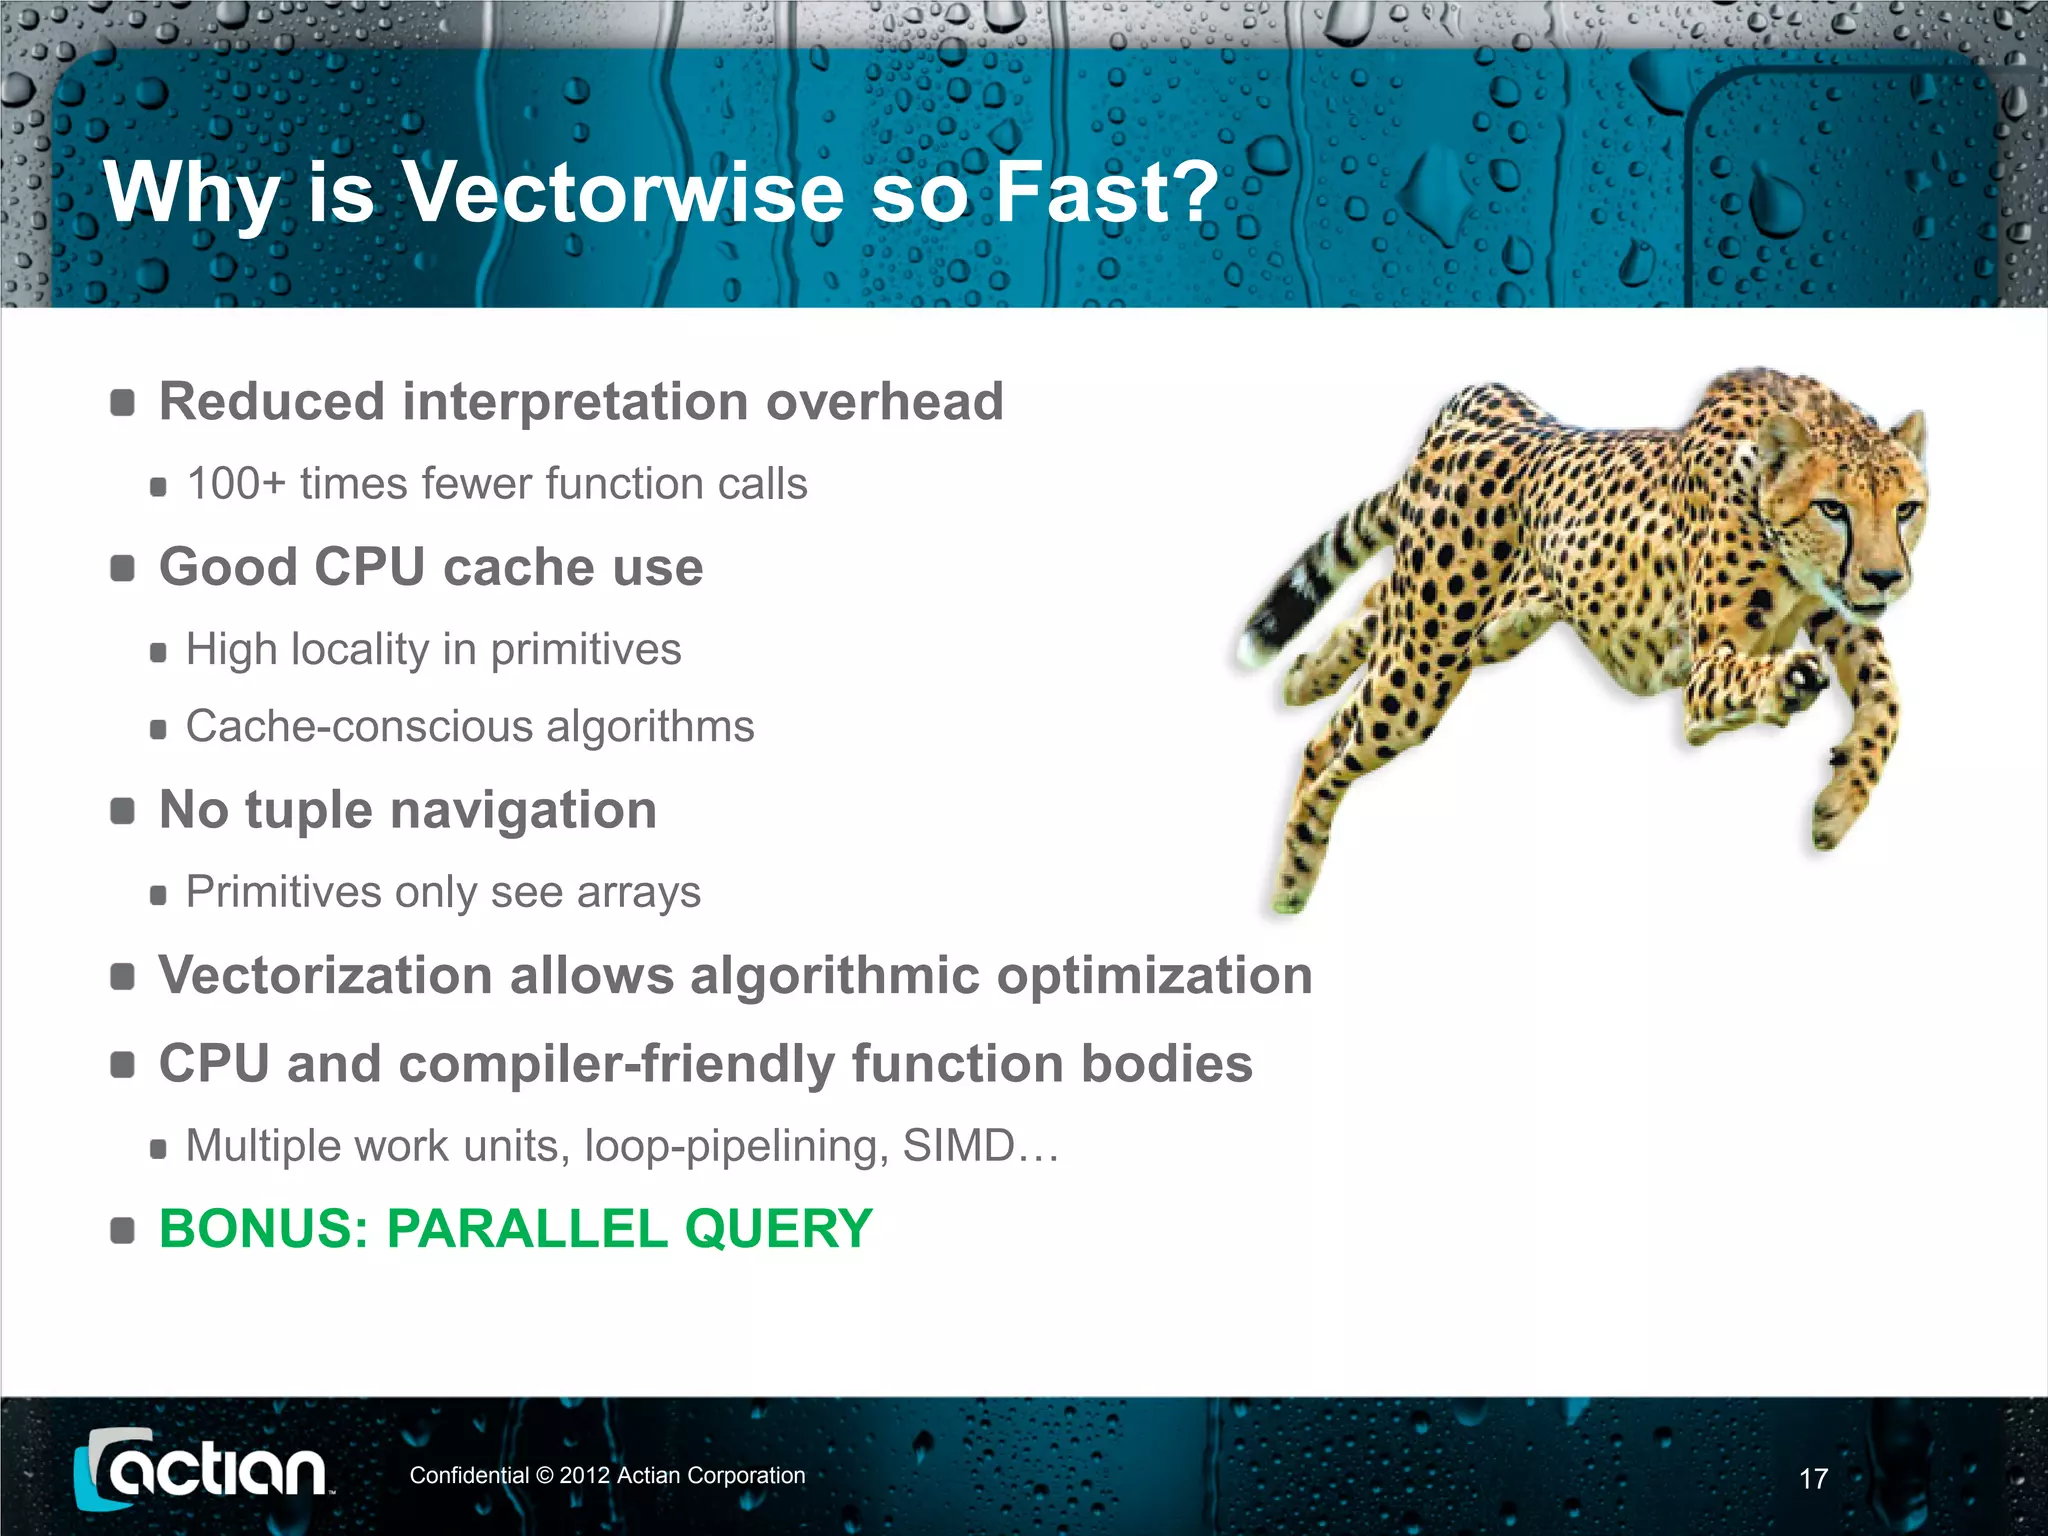 Why is Vectorwise so Fast?
Reduced interpretation overhead
100+ times fewer function calls
Good CPU cache use
High locality in primitives
Cache-conscious algorithms
No tuple navigation
Primitives only see arrays
Vectorization allows algorithmic optimization
CPU and compiler-friendly function bodies
Multiple work units, loop-pipelining, SIMD…
BONUS: PARALLEL QUERY
actian™
Confidential © 2012 Actian Corporation
17